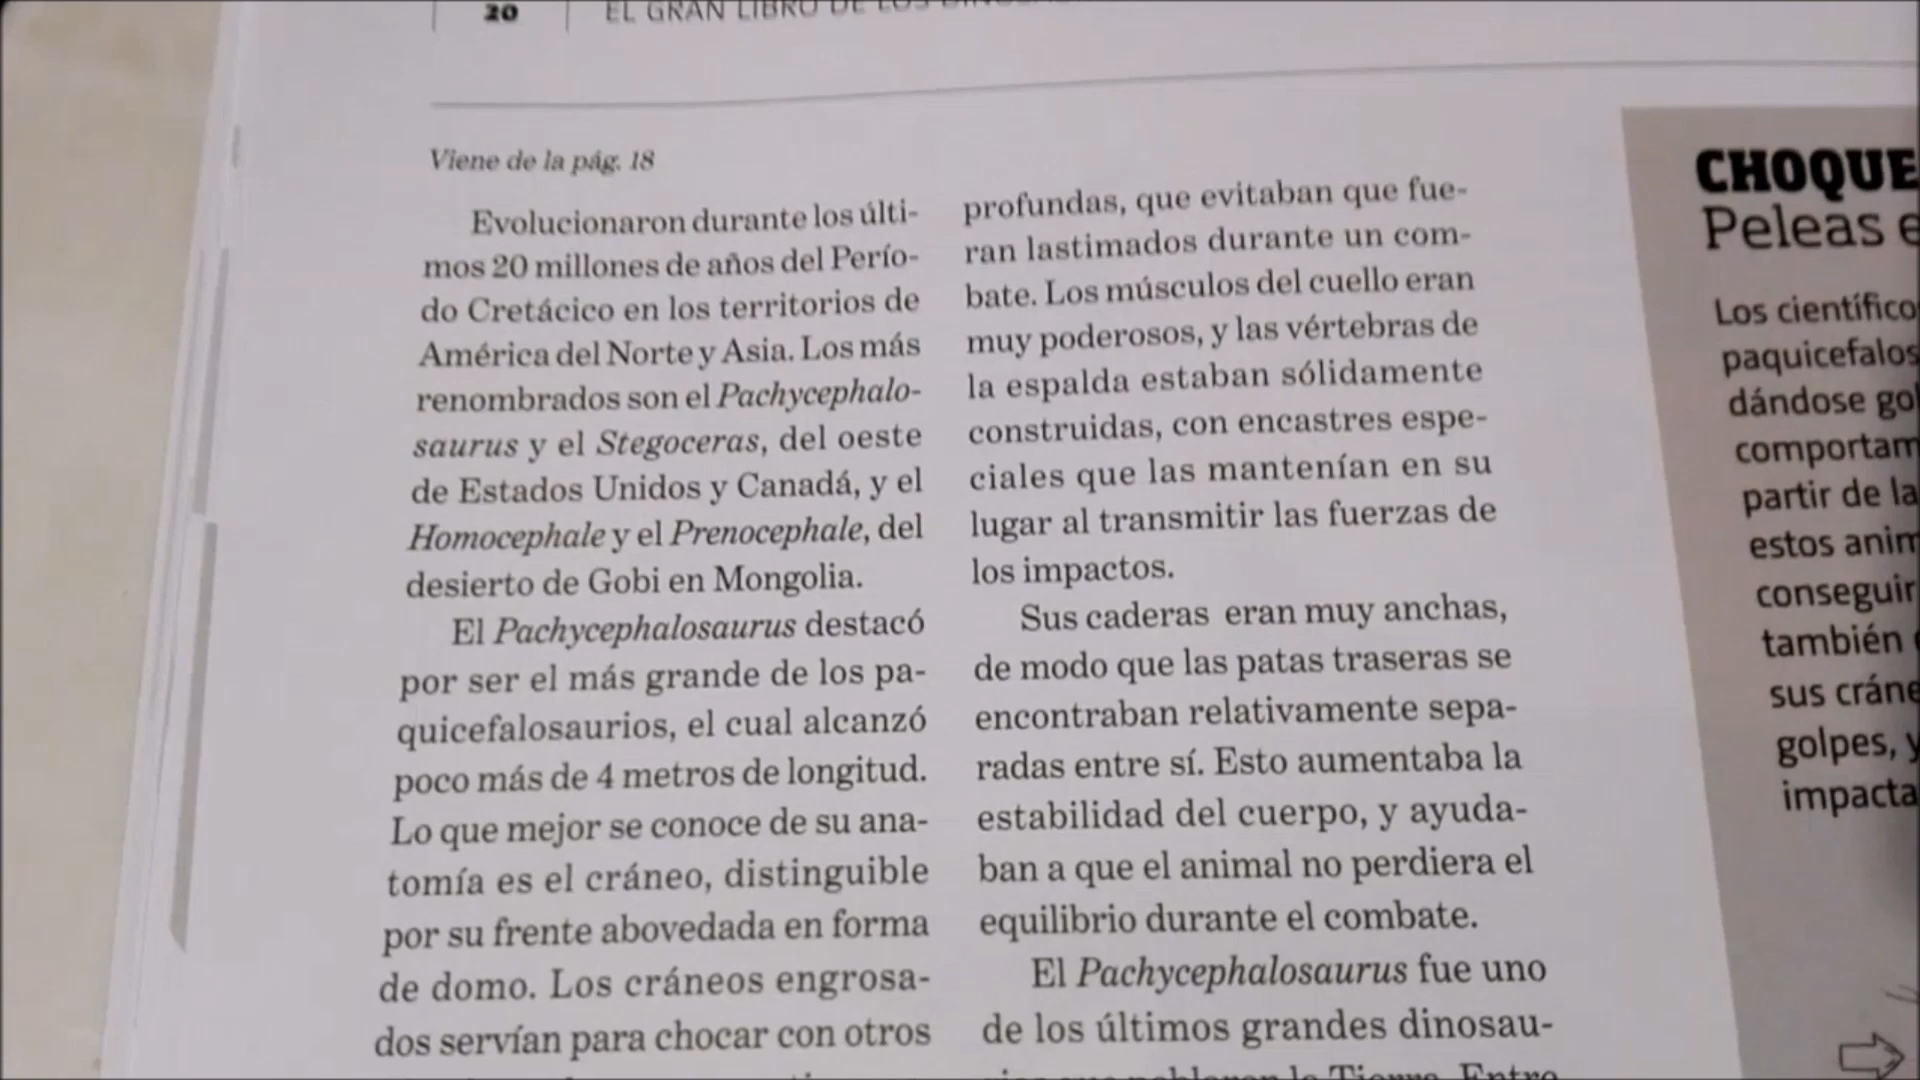 20
EL GRAN LIBRO DE LOS
Viene de la pág. 18
Evolucionaron durante los últi-
mos 20 millones de años del Perío-
do Cretácico en los territorios de
América del Norte y Asia. Los más
renombrados son el Pachycephalo-
saurus y el Stegoceras, del oeste
de Estados Unidos y Canadá, y el
Homocephale y el Prenocephale, del
desierto de Gobi en Mongolia.
El Pachycephalosaurus destacó
por ser el más grande de los pa-
quicefalosaurios, el cual alcanzó
poco más de 4 metros de longitud.
Lo que mejor se conoce de su ana-
tomía es el cráneo, distinguible
por su frente abovedada en forma
de domo. Los cráneos engrosa-
dos servían para chocar con otros
profundas, que evitaban que fue-
ran lastimados durante un com-
bate. Los músculos del cuello eran
muy poderosos, y las vértebras de
la espalda estaban sólidamente
construidas, con encastres espe-
ciales que las mantenían en su
lugar al transmitir las fuerzas de
los impactos.
Sus caderas eran muy anchas,
de modo que las patas traseras se
encontraban relativamente sepa-
radas entre sí. Esto aumentaba la
estabilidad del cuerpo, y ayuda-
ban a que el animal no perdiera el
equilibrio durante el combate.
El Pachycephalosaurus fue uno
de los últimos grandes dinosau-
CHOQUE
Peleas e
Los científico
paquicefalos
dándose gol
comportam
partir de la
estos anim
conseguir
también
sus cráne
golpes, y
impacta